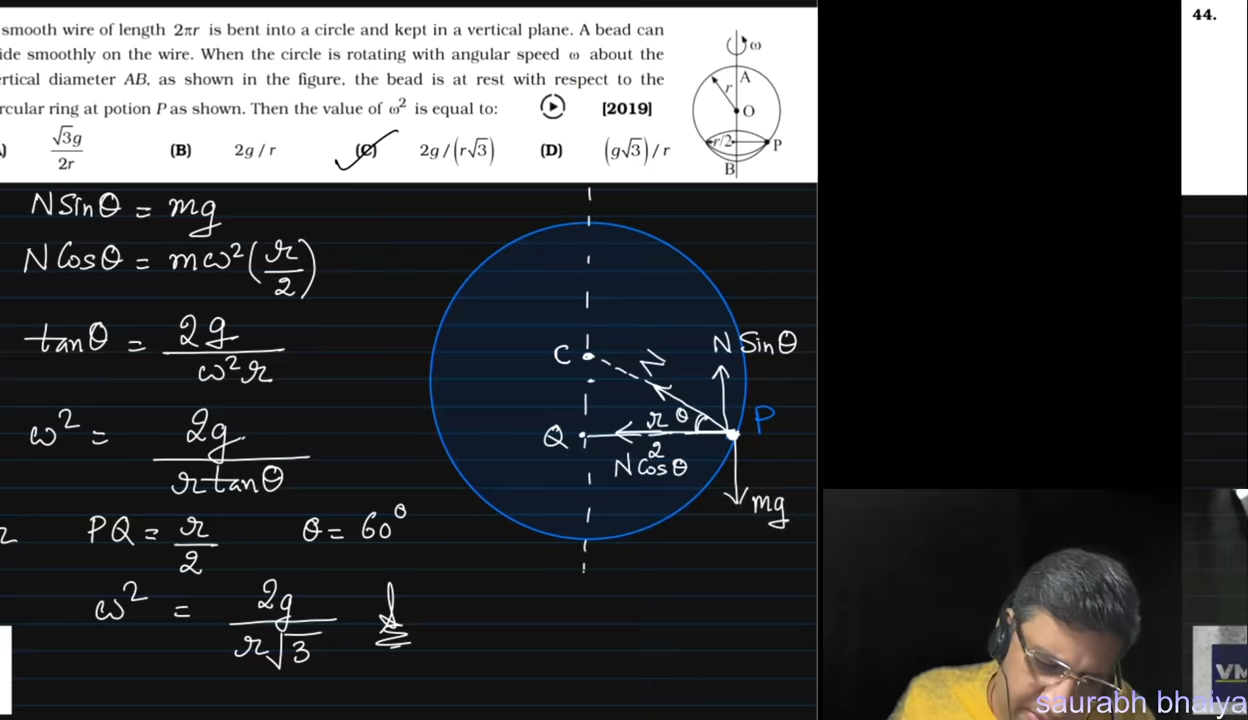 smooth wire of length 2πr is bent into a circle and kept in a vertical plane. A bead can
ide smoothly on the wire. When the circle is rotating with angular speed ω about the
rtical diameter AB, as shown in the figure, the bead is at rest with respect to the
rcular ring at potion P as shown. Then the value of ω² is equal to: [2019]
) √3g / 2r (B) 2g / r (C) 2g / (r√3) (D) (g√3) / r
ω
A
r
O
r/2
P
B
44.
N Sinθ = mg
N Cosθ = mω² (r/2)
tanθ = 2g / ω²r
ω² = 2g / r tanθ
PQ = r/2 θ = 60°
ω² = 2g / r√3
C
N
N Sinθ
P
θ
Q
r/2
N Cosθ
mg
VM
saurabh bhaiya